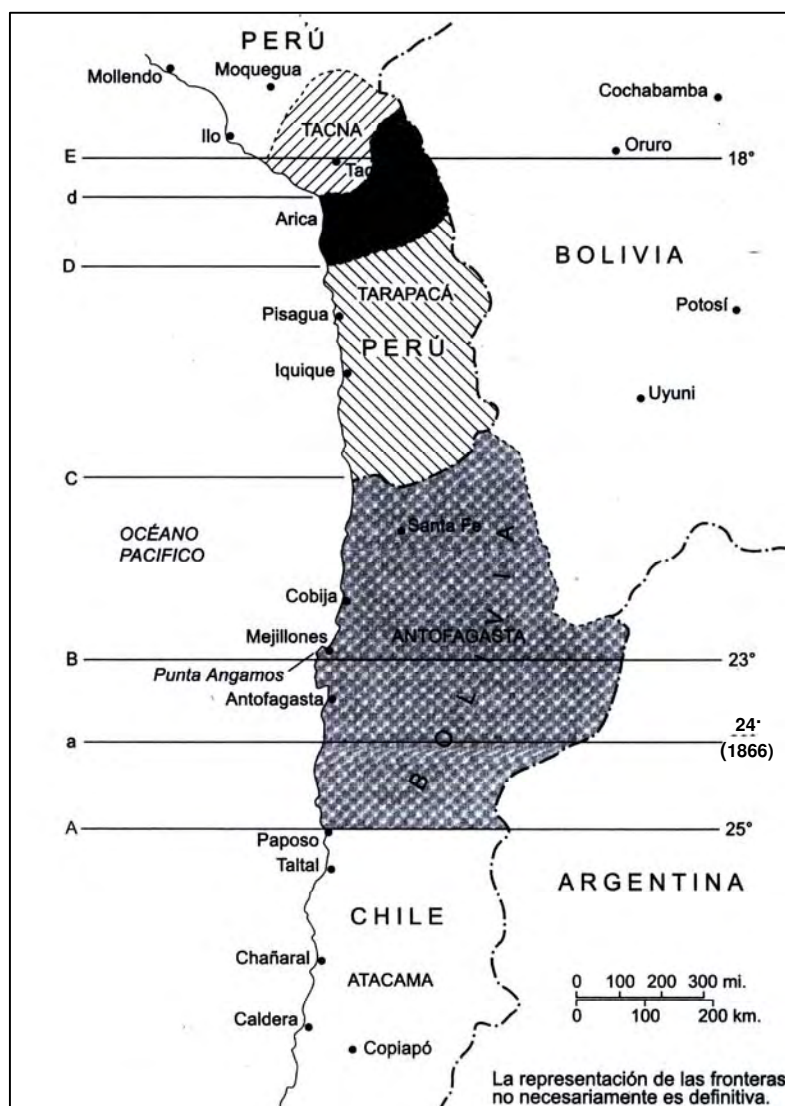 PERÚ
Mollendo
Moquegua
Cochabamba
Ilo
TACNA
Oruro
E
18°
Tac
d
Arica
D
BOLIVIA
TARAPACÁ
Pisagua
Potosí
PERÚ
Iquique
Uyuni
C
Santa Fe
OCÉANO
PACIFICO
Cobija
Mejillones
ANTOFAGASTA
B
23°
Punta Angamos
Antofagasta
BOLIVIA
a
24°
(1866)
A
25°
Paposo
Taltal
ARGENTINA
CHILE
Chañaral
ATACAMA
0 100 200 300 mi.
0 100 200 km.
Caldera
Copiapó
La representación de las fronteras
no necesariamente es definitiva.